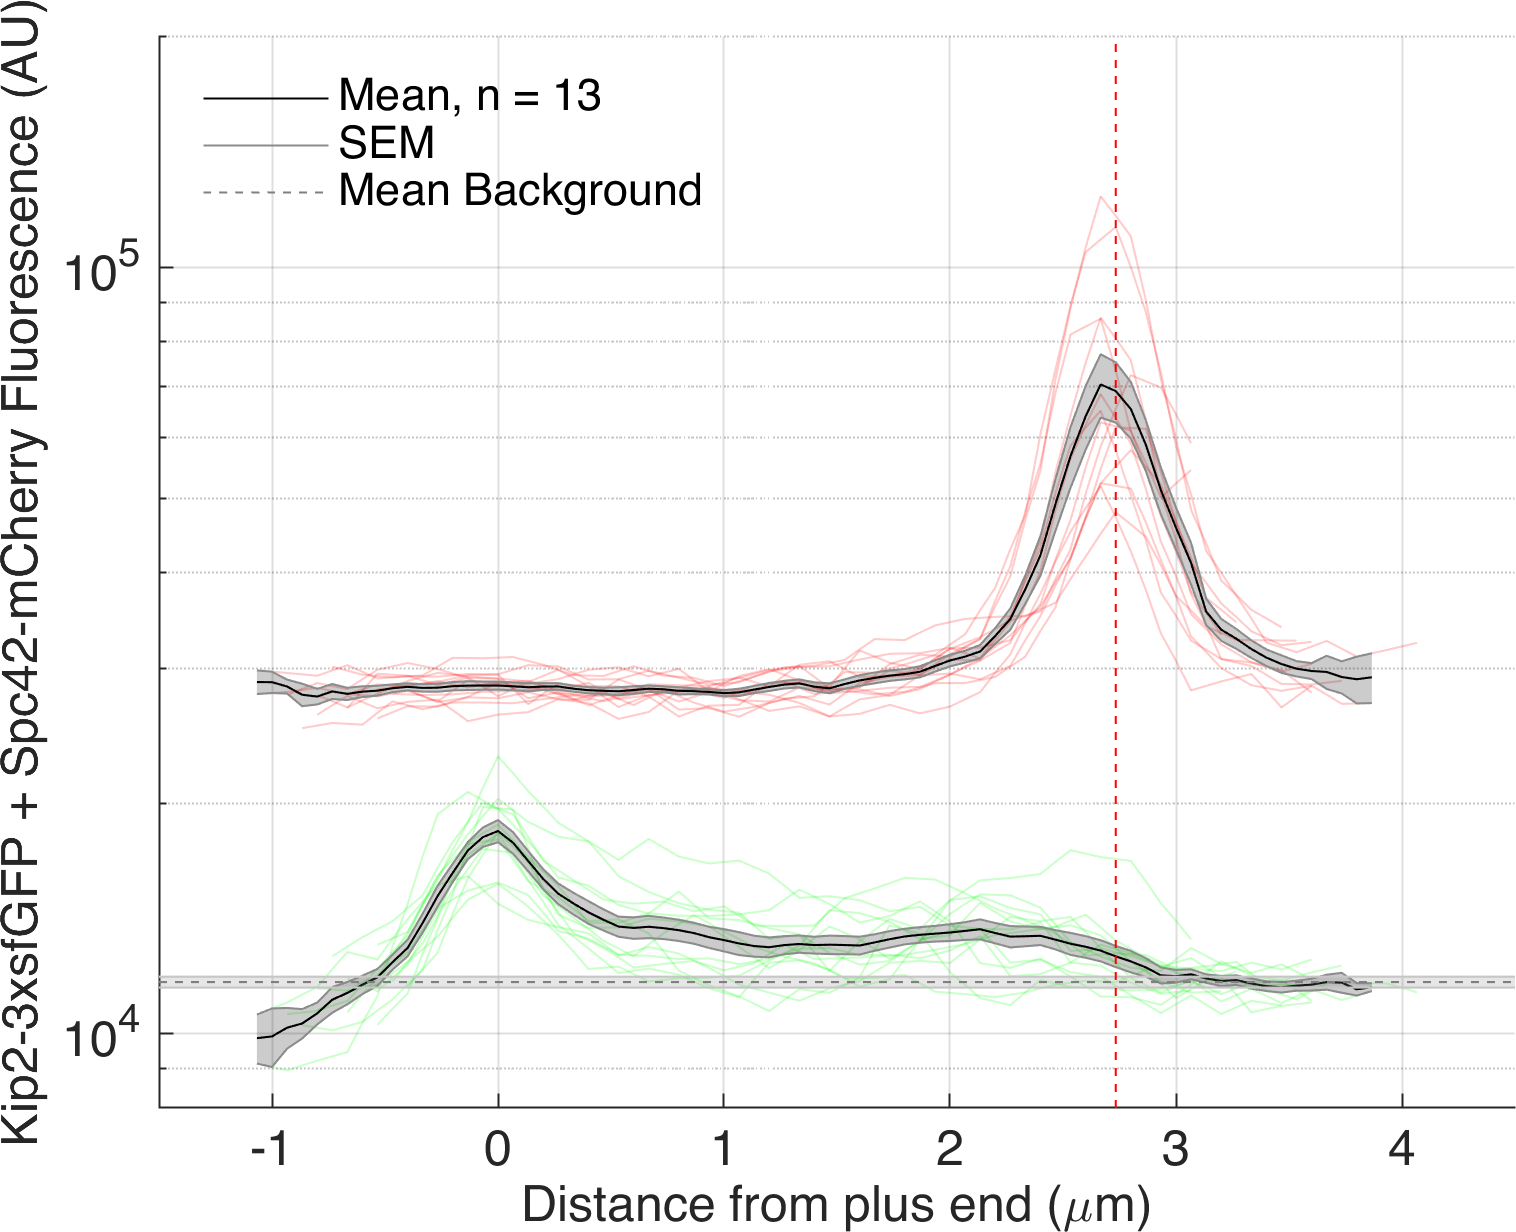 Kip2-3xsfGFP + Spc42-mCherry Fluorescence (AU)
Mean, n = 13
SEM
Mean Background
10^5
10^4
-1 0 1 2 3 4
Distance from plus end (μm)